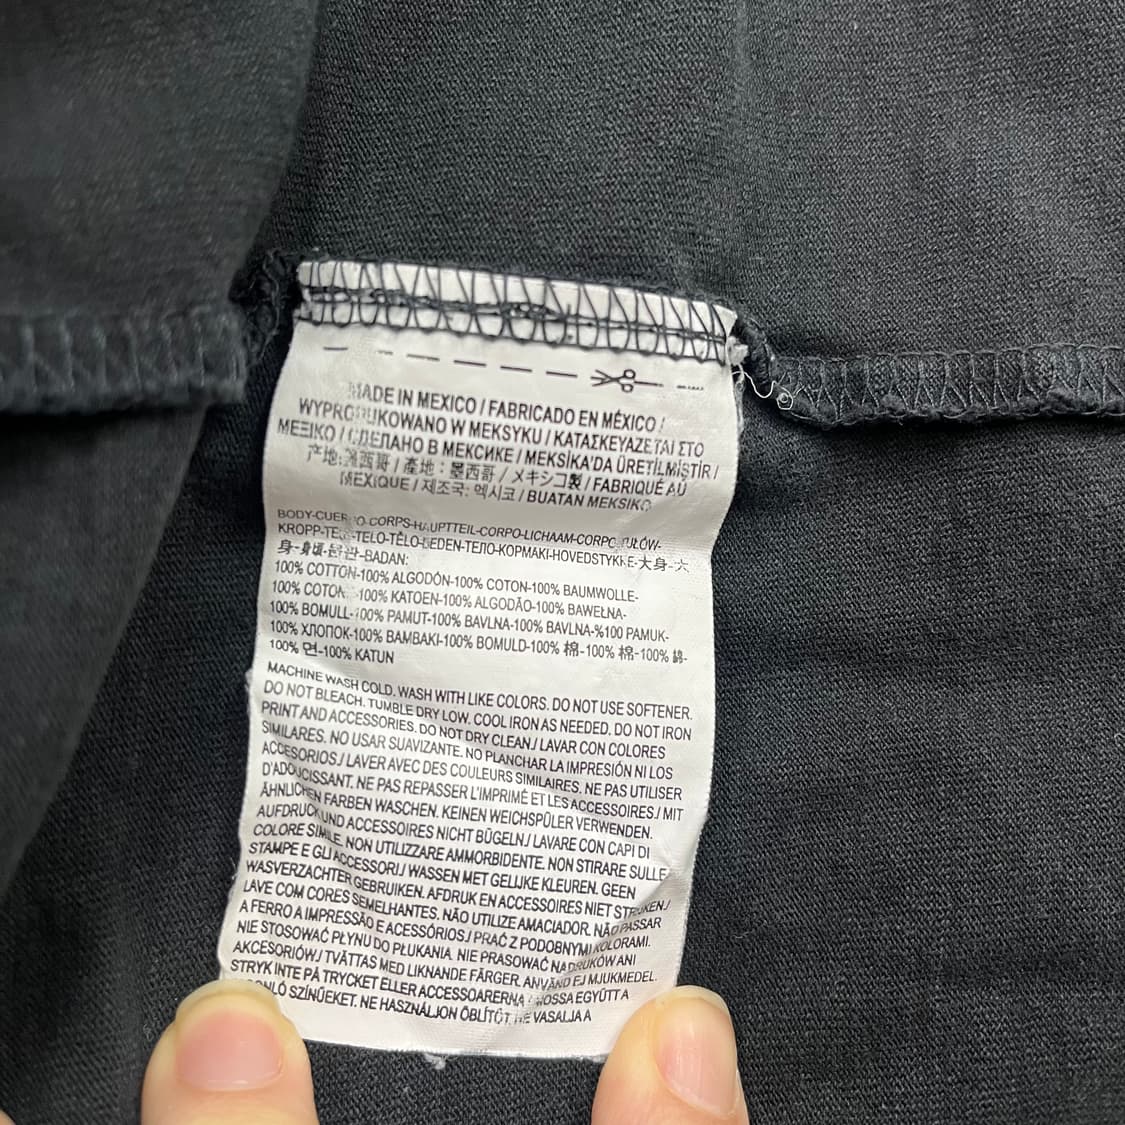 MADE IN MEXICO / FABRICADO EN MÉXICO /
WYPRODUKOWANO W MEKSYKU / ΚΑΤΑΣΚΕΥΑΖΕΤΑΙ ΣΤΟ
ΜΕΞΙΚΟ / СДЕЛАНО В МЕКСИКЕ / MEKSİKA'DA ÜRETİLMİŞTİR /
产地: 墨西哥 / 產地: 墨西哥 / メキシコ製 / FABRIQUÉ AU
MEXIQUE / 제조국: 멕시코 / BUATAN MEKSIKO
BODY-CUERPO-CORPS-HAUPTTEIL-CORPO-LICHAAM-CORPO-TUŁÓW-
KROPP-TEST-TELO-TĚLO-BEDEN-ТЕЛО-ΚΟΡΜΑΚΙ-HOVEDSTYKKE-大身-大
身-身頃-몸판-BADAN:
100% COTTON-100% ALGODÓN-100% COTON-100% BAUMWOLLE-
100% COTONE-100% KATOEN-100% ALGODÃO-100% BAWEŁNA-
100% BOMULL-100% PAMUT-100% BAVLNA-100% BAVLNA-%100 PAMUK-
100% ХЛОПОК-100% ΒΑΜΒΑΚΙ-100% BOMULD-100% 棉-100% 棉-100% 綿-
100% 면-100% KATUN
MACHINE WASH COLD. WASH WITH LIKE COLORS. DO NOT USE SOFTENER.
DO NOT BLEACH. TUMBLE DRY LOW. COOL IRON AS NEEDED. DO NOT IRON
PRINT AND ACCESSORIES. DO NOT DRY CLEAN./ LAVAR CON COLORES
SIMILARES. NO USAR SUAVIZANTE. NO PLANCHAR LA IMPRESIÓN NI LOS
ACCESORIOS./ LAVER AVEC DES COULEURS SIMILAIRES. NE PAS UTILISER
D'ADOUCISSANT. NE PAS REPASSER L'IMPRIMÉ ET LES ACCESSOIRES./ MIT
ÄHNLICHEN FARBEN WASCHEN. KEINEN WEICHSPÜLER VERWENDEN.
AUFDRUCK UND ACCESSOIRES NICHT BÜGELN./ LAVARE CON CAPI DI
COLORE SIMILE. NON UTILIZZARE AMMORBIDENTE. NON STIRARE SULLE
STAMPE E GLI ACCESSORI./ WASSEN MET GELIJKE KLEUREN. GEEN
WASVERZACHTER GEBRUIKEN. AFDRUK EN ACCESSOIRES NIET STRIJKEN./
LAVE COM CORES SEMELHANTES. NÃO UTILIZE AMACIADOR. NÃO PASSAR
A FERRO A IMPRESSÃO E ACESSÓRIOS./ PRAĆ Z PODOBNYMI KOLORAMI.
NIE STOSOWAĆ PŁYNU DO PŁUKANIA. NIE PRASOWAĆ NADRUKÓW ANI
AKCESORIÓW./ TVÄTTAS MED LIKNANDE FÄRGER. ANVÄND EJ MJUKMEDEL.
STRYK INTE PÅ TRYCKET ELLER ACCESSOARERNA./ MOSSA EGYÜTT A
SZÍNŰEKET. NE HASZNÁLJON ÖBLÍTŐT. NE VASALJA A